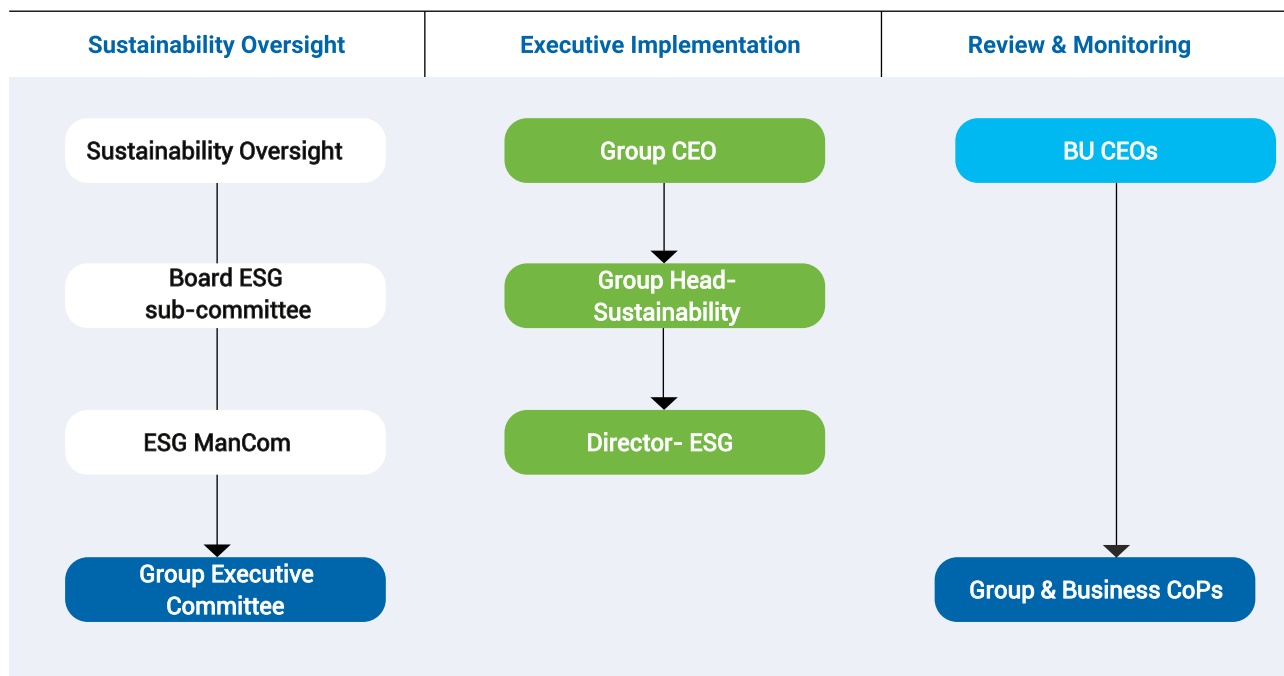 Sustainability Oversight
Executive Implementation
Review & Monitoring
Sustainability Oversight
Group CEO
BU CEOs
Board ESG
sub-committee
Group Head-
Sustainability
ESG ManCom
Director- ESG
Group Executive
Committee
Group & Business CoPs